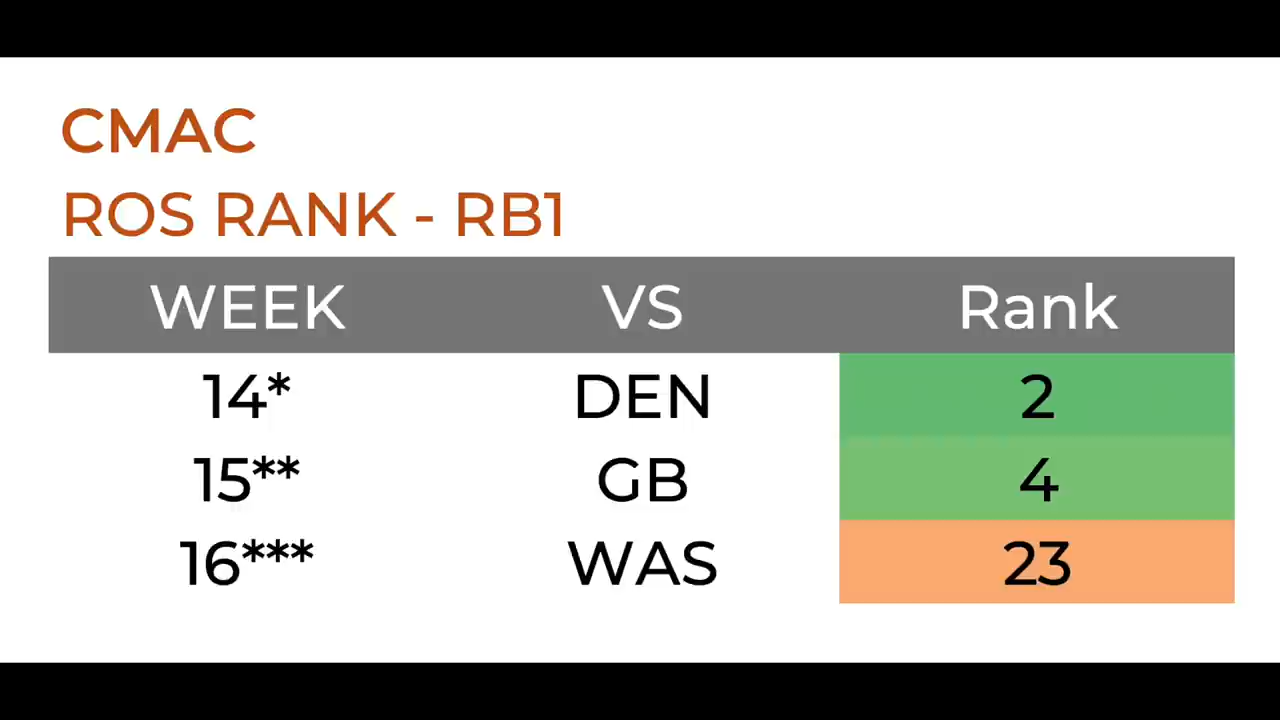 CMAC
ROS RANK - RB1
WEEK VS Rank
14* DEN 2
15** GB 4
16*** WAS 23